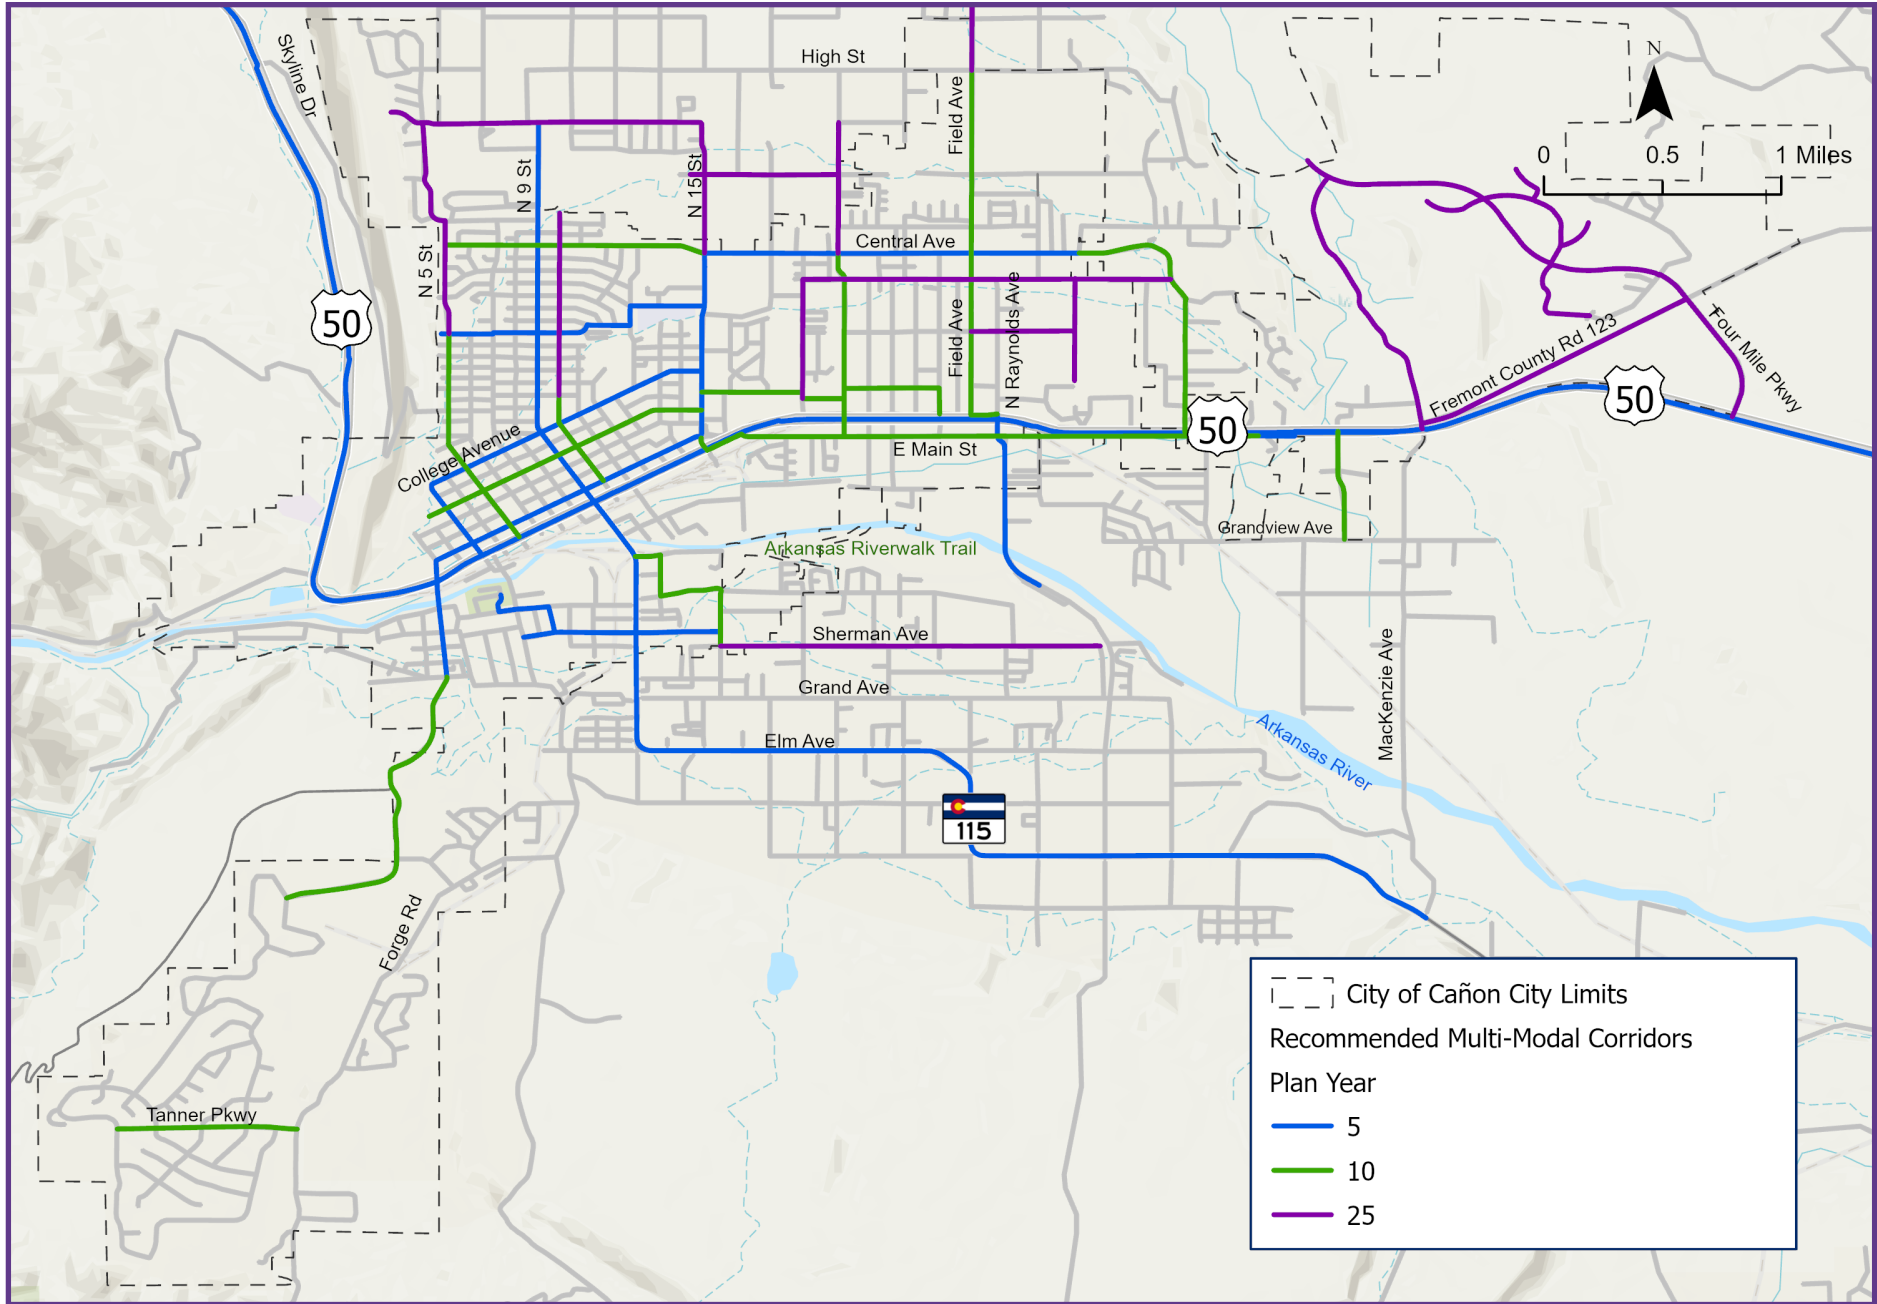 Skyline Dr
High St
N
Field Ave
0 0.5 1 Miles
N 9 St
N 15 St
Central Ave
N 5 St
50
Field Ave
N Raynolds Ave
Fremont County Rd 123
Four Mile Pkwy
50
50
College Avenue
E Main St
Grandview Ave
Arkansas Riverwalk Trail
Sherman Ave
Grand Ave
MacKenzie Ave
Arkansas River
Elm Ave
115
Forge Rd
Tanner Pkwy
City of Cañon City Limits
Recommended Multi-Modal Corridors
Plan Year
5
10
25